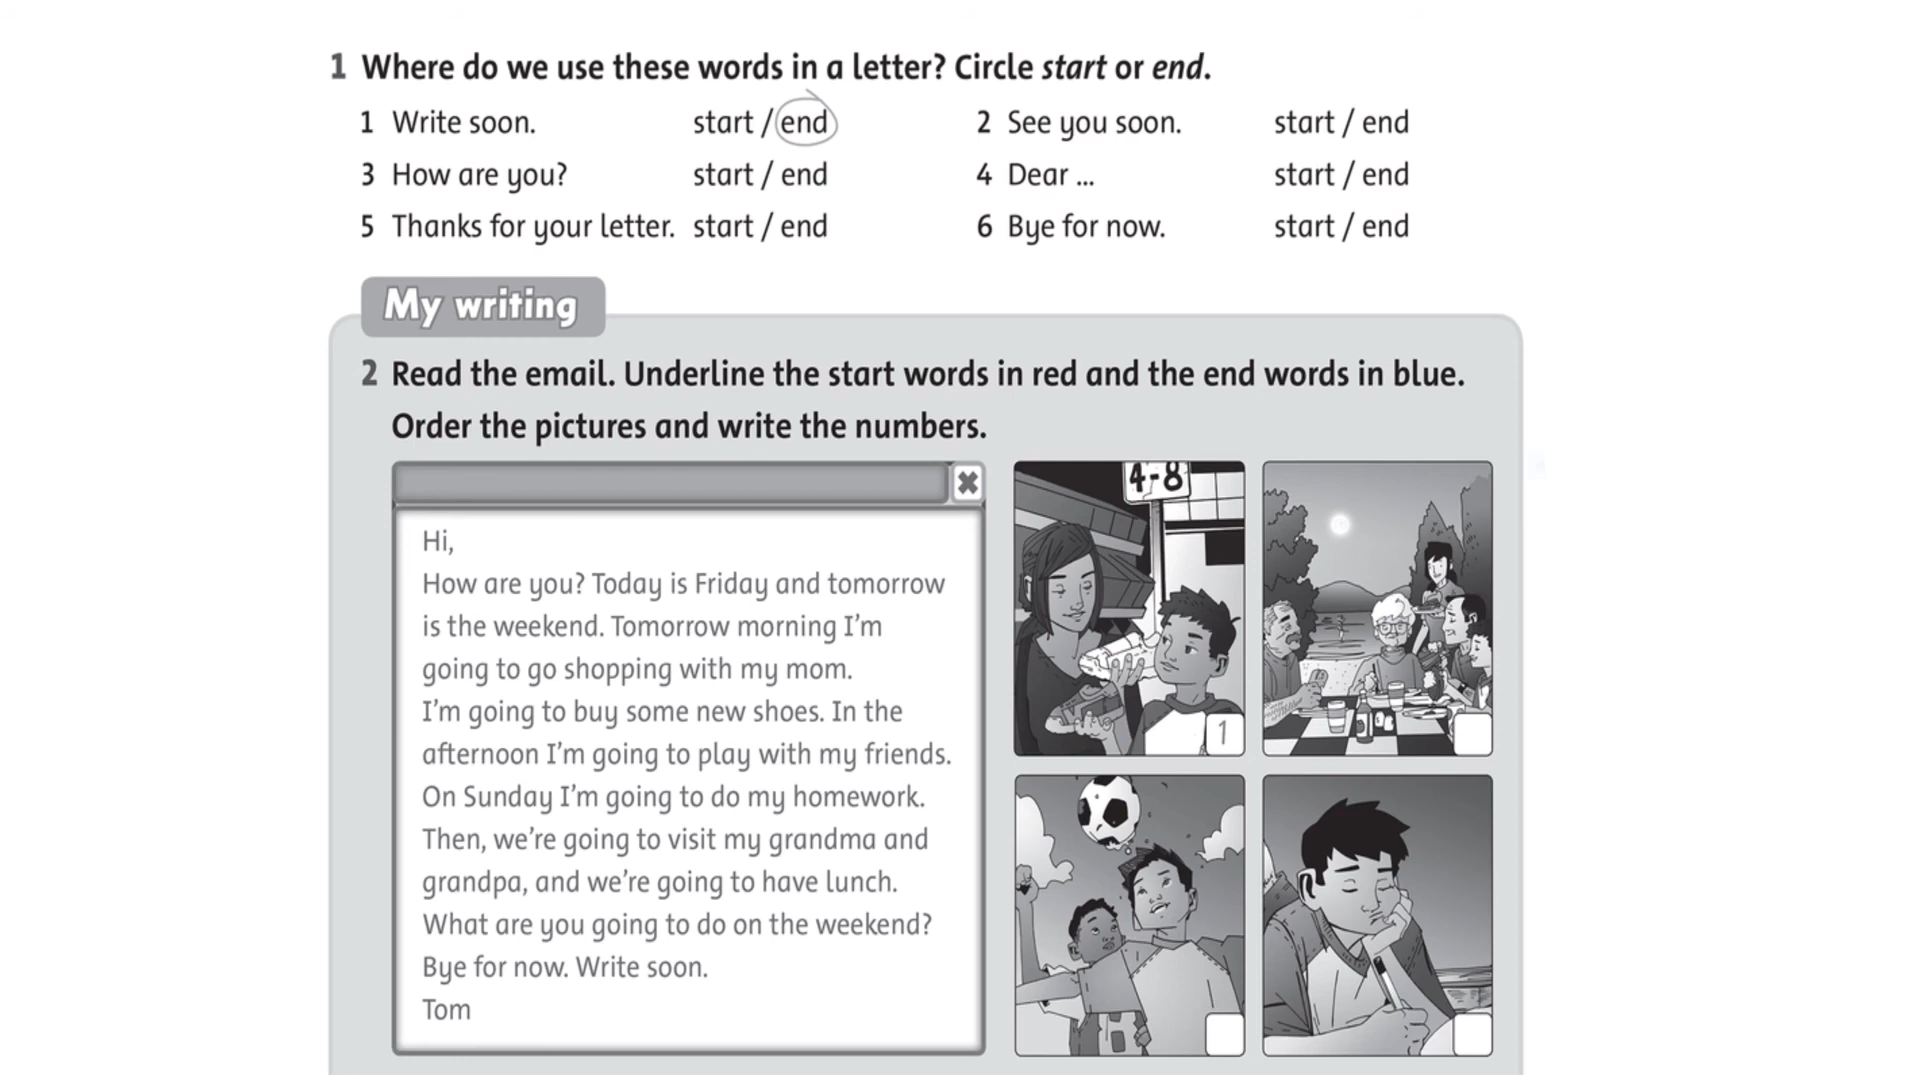 1 Where do we use these words in a letter? Circle start or end.
1 Write soon. start / end 2 See you soon. start / end
3 How are you? start / end 4 Dear ... start / end
5 Thanks for your letter. start / end 6 Bye for now. start / end
My writing
2 Read the email. Underline the start words in red and the end words in blue.
Order the pictures and write the numbers.
Hi,
How are you? Today is Friday and tomorrow
is the weekend. Tomorrow morning I'm
going to go shopping with my mom.
I'm going to buy some new shoes. In the
afternoon I'm going to play with my friends.
On Sunday I'm going to do my homework.
Then, we're going to visit my grandma and
grandpa, and we're going to have lunch.
What are you going to do on the weekend?
Bye for now. Write soon.
Tom
4-8
1